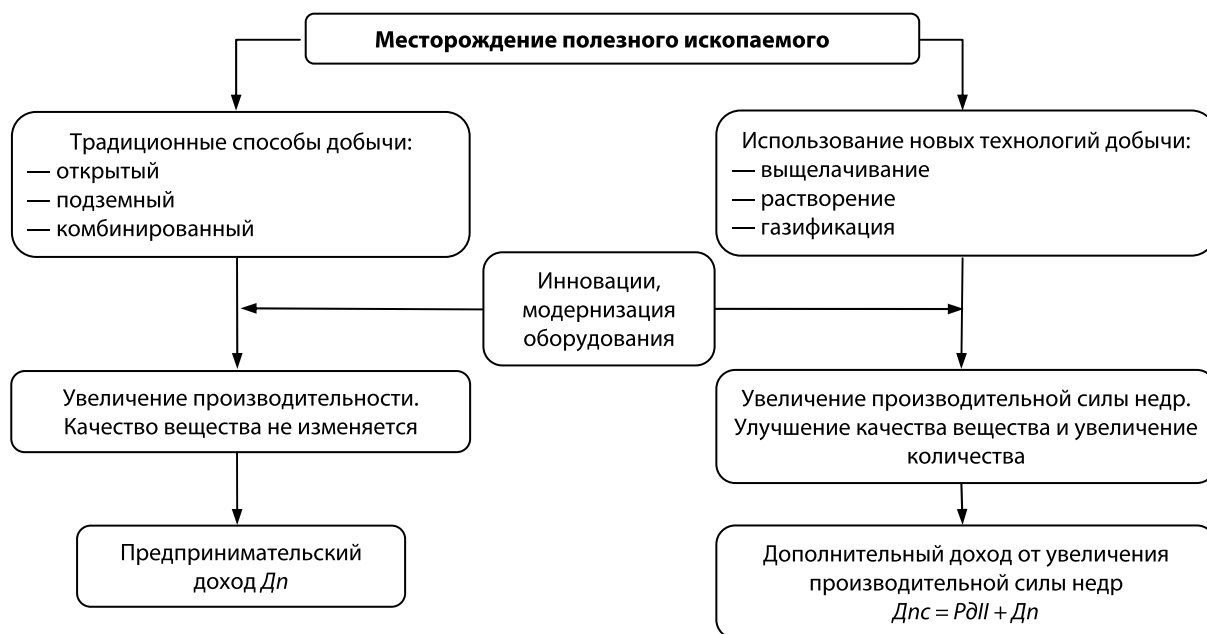 Месторождение полезного ископаемого
Традиционные способы добычи:
— открытый
— подземный
— комбинированный
Использование новых технологий добычи:
— выщелачивание
— растворение
— газификация
Инновации,
модернизация
оборудования
Увеличение производительности.
Качество вещества не изменяется
Увеличение производительной силы недр.
Улучшение качества вещества и увеличение
количества
Предпринимательский
доход Дп
Дополнительный доход от увеличения
производительной силы недр
Дпс = РдII + Дп